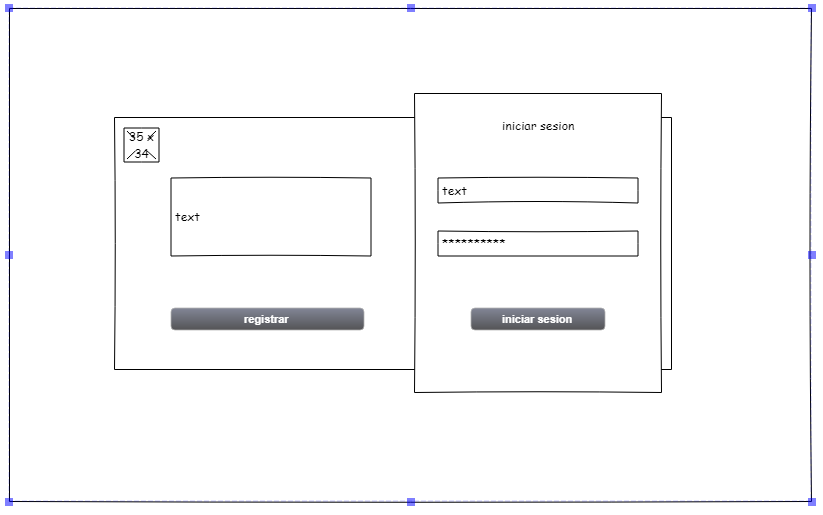 35 x
34
iniciar sesion
text
text
**********
registrar
iniciar sesion